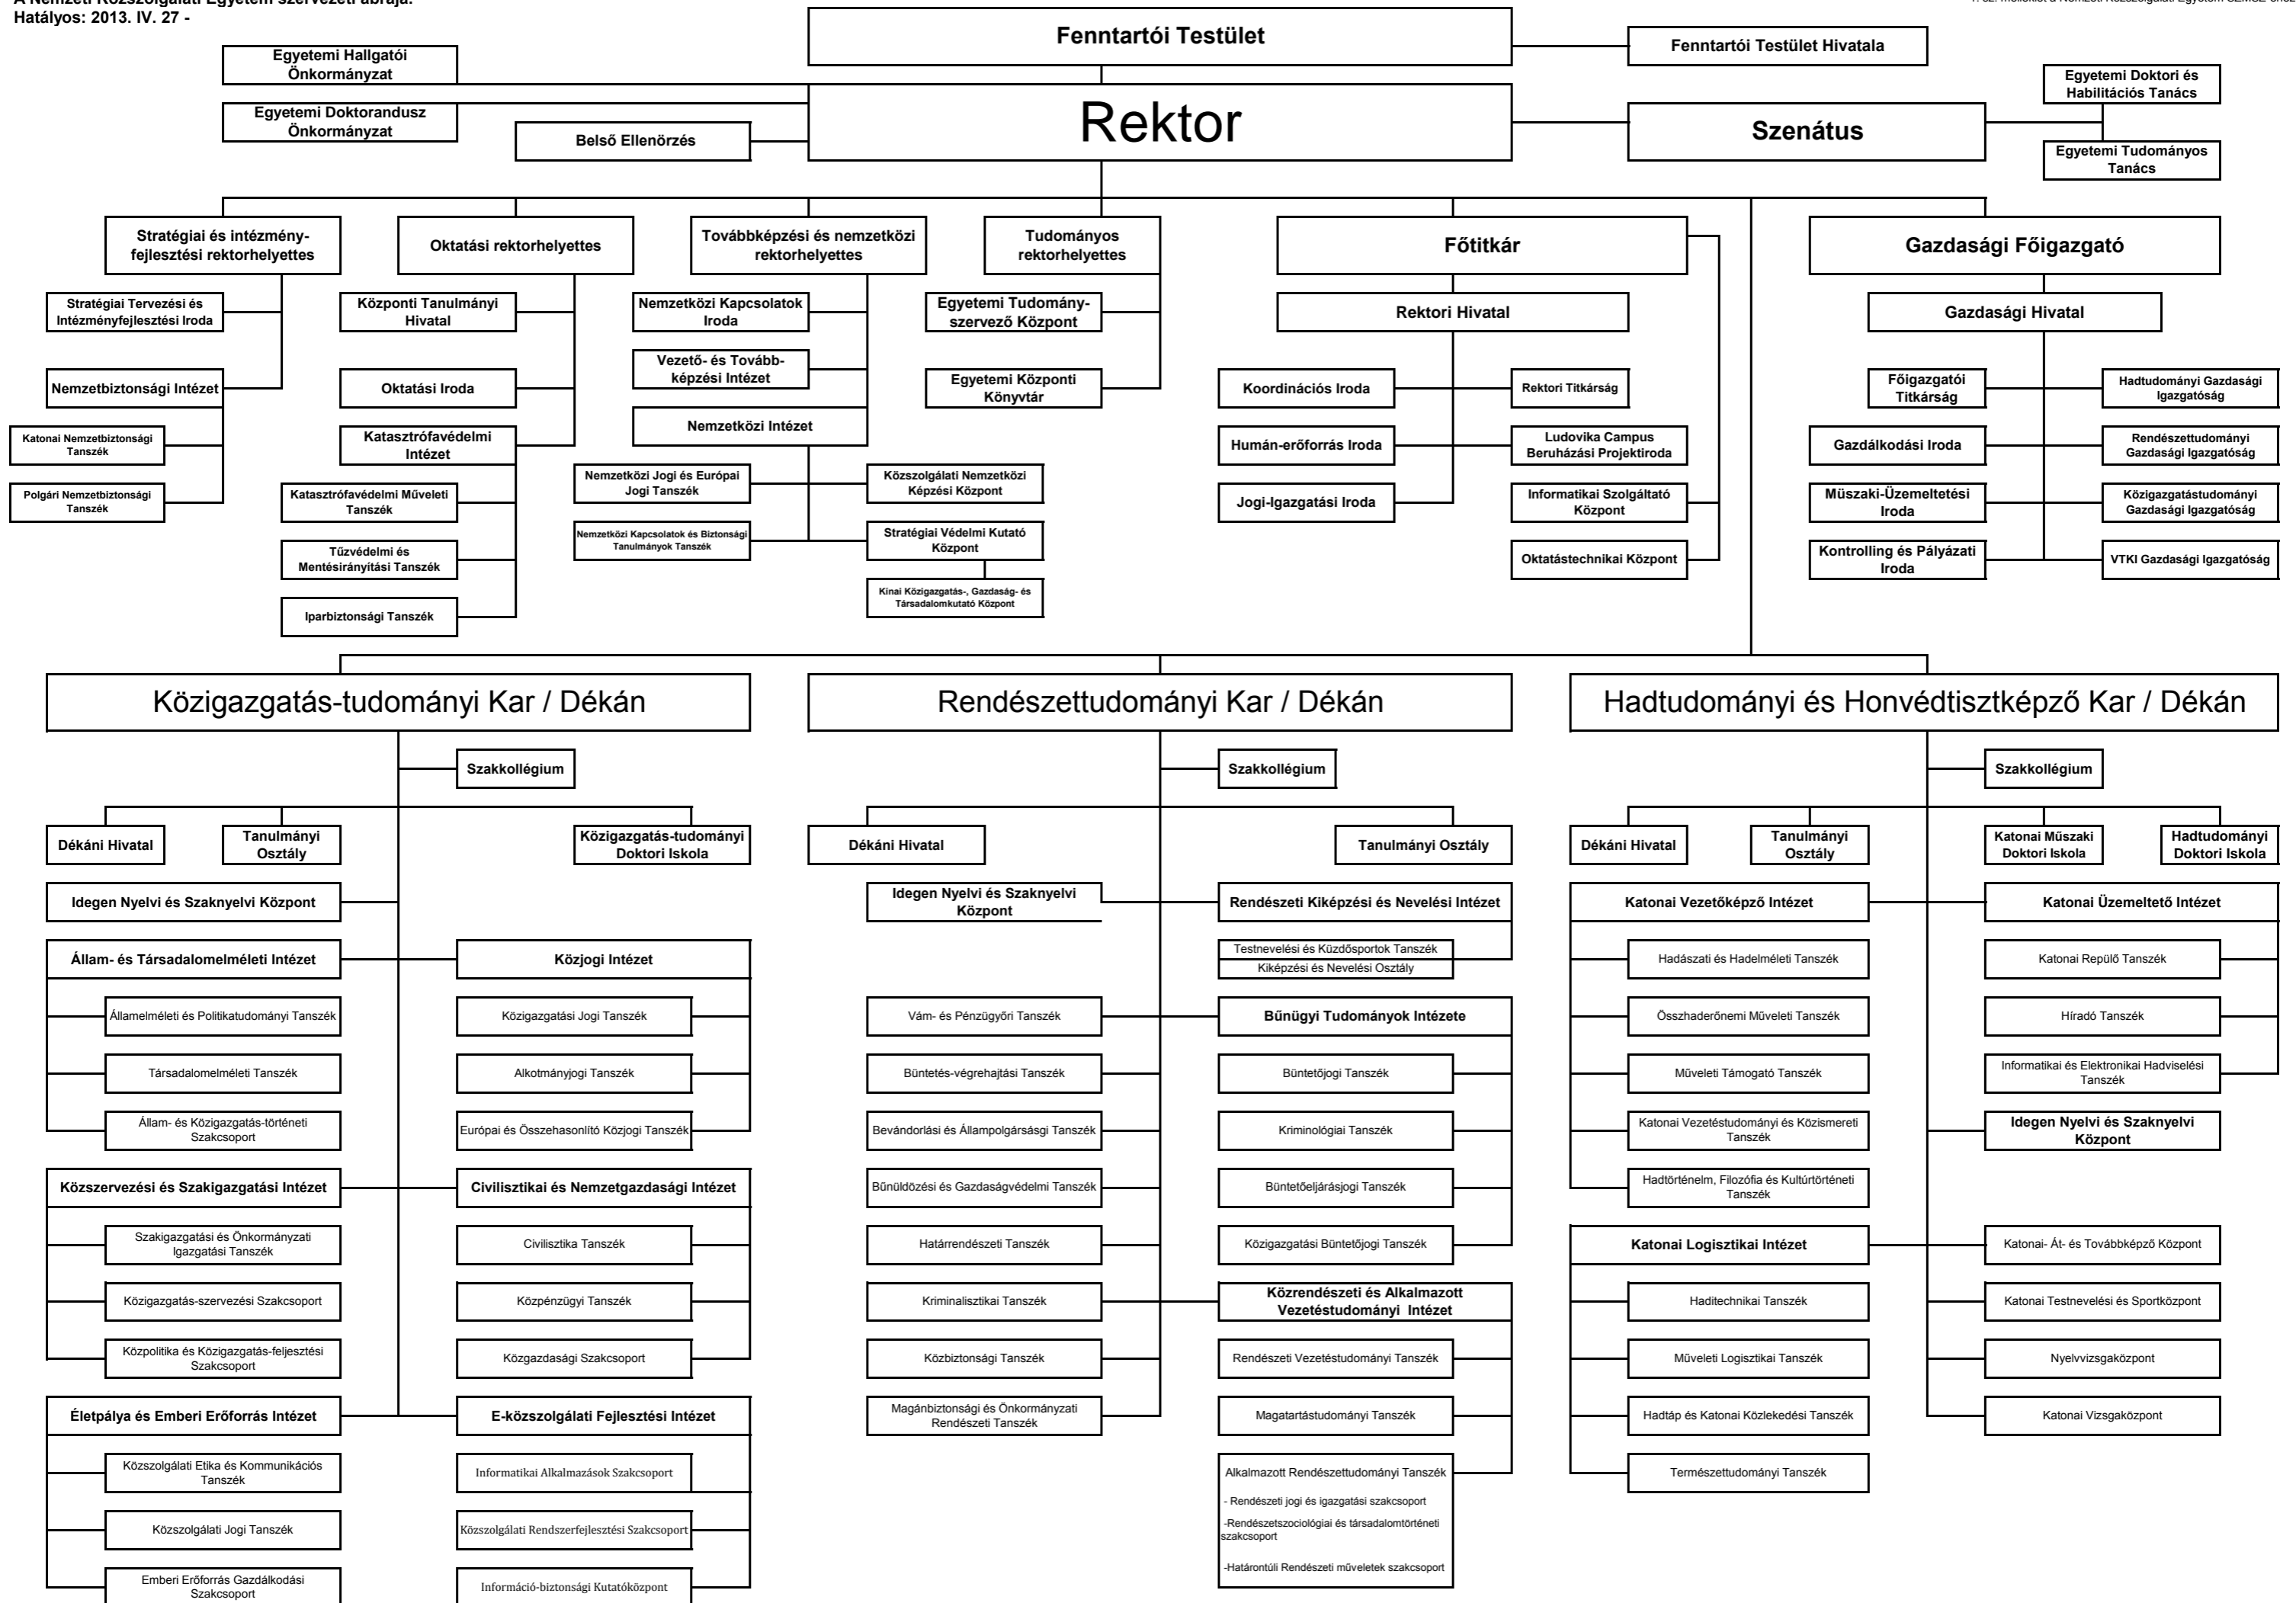 A Nemzeti Közszolgálati Egyetem szervezeti ábrája.
Hatályos: 2013. IV. 27 -
Fenntartói Testület
Fenntartói Testület Hivatala
Egyetemi Hallgatói
Önkormányzat
Egyetemi Doktorandusz
Önkormányzat
Belső Ellenörzés
Rektor
Szenátus
Egyetemi Doktori és
Habilitációs Tanács
Egyetemi Tudományos
Tanács
Stratégiai és intézmény-
fejlesztési rektorhelyettes
Oktatási rektorhelyettes
Továbbképzési és nemzetközi
rektorhelyettes
Tudományos
rektorhelyettes
Főtitkár
Gazdasági Főigazgató
Stratégiai Tervezési és
Intézményfejlesztési Iroda
Nemzetbiztonsági Intézet
Katonai Nemzetbiztonsági
Tanszék
Polgári Nemzetbiztonsági
Tanszék
Központi Tanulmányi
Hivatal
Oktatási Iroda
Katasztrófavédelmi
Intézet
Katasztrófavédelmi Műveleti
Tanszék
Tűzvédelmi és
Mentésirányítási Tanszék
Iparbiztonsági Tanszék
Nemzetközi Kapcsolatok
Iroda
Vezető- és Tovább-
képzési Intézet
Nemzetközi Intézet
Nemzetközi Jogi és Európai
Jogi Tanszék
Nemzetközi Kapcsolatok és Biztonsági
Tanulmányok Tanszék
Közszolgálati Nemzetközi
Képzési Központ
Stratégiai Védelmi Kutató
Központ
Kínai Közigazgatás-, Gazdaság- és
Társadalomkutató Központ
Egyetemi Tudomány-
szervező Központ
Egyetemi Központi
Könyvtár
Rektori Hivatal
Koordinációs Iroda
Humán-erőforrás Iroda
Jogi-Igazgatási Iroda
Rektori Titkárság
Ludovika Campus
Beruházási Projektiroda
Informatikai Szolgáltató
Központ
Oktatástechnikai Központ
Gazdasági Hivatal
Főigazgatói
Titkárság
Gazdálkodási Iroda
Müszaki-Üzemeltetési
Iroda
Kontrolling és Pályázati
Iroda
Hadtudományi Gazdasági
Igazgatóság
Rendészettudományi
Gazdasági Igazgatóság
Közigazgatástudományi
Gazdasági Igazgatóság
VTKI Gazdasági Igazgatóság
Közigazgatás-tudományi Kar / Dékán
Szakkollégium
Dékáni Hivatal
Tanulmányi
Osztály
Közigazgatás-tudományi
Doktori Iskola
Idegen Nyelvi és Szaknyelvi Központ
Állam- és Társadalomelméleti Intézet
Államelméleti és Politikatudományi Tanszék
Társadalomelméleti Tanszék
Állam- és Közigazgatás-történeti
Szakcsoport
Közszervezési és Szakigazgatási Intézet
Szakigazgatási és Önkormányzati
Igazgatási Tanszék
Közigazgatás-szervezési Szakcsoport
Közpolitika és Közigazgatás-feljesztési
Szakcsoport
Életpálya és Emberi Erőforrás Intézet
Közszolgálati Etika és Kommunikációs
Tanszék
Közszolgálati Jogi Tanszék
Emberi Erőforrás Gazdálkodási
Szakcsoport
Közjogi Intézet
Közigazgatási Jogi Tanszék
Alkotmányjogi Tanszék
Európai és Összehasonlító Közjogi Tanszék
Civilisztikai és Nemzetgazdasági Intézet
Civilisztika Tanszék
Közpénzügyi Tanszék
Közgazdasági Szakcsoport
E-közszolgálati Fejlesztési Intézet
Informatikai Alkalmazások Szakcsoport
Közszolgálati Rendszerfejlesztési Szakcsoport
Információ-biztonsági Kutatóközpont
Rendészettudományi Kar / Dékán
Szakkollégium
Dékáni Hivatal
Tanulmányi Osztály
Idegen Nyelvi és Szaknyelvi
Központ
Vám- és Pénzügyőri Tanszék
Büntetés-végrehajtási Tanszék
Bevándorlási és Állampolgársásgi Tanszék
Bűnüldözési és Gazdaságvédelmi Tanszék
Határrendészeti Tanszék
Kriminalisztikai Tanszék
Közbiztonsági Tanszék
Magánbiztonsági és Önkormányzati
Rendészeti Tanszék
Rendészeti Kiképzési és Nevelési Intézet
Testnevelési és Küzdősportok Tanszék
Kiképzési és Nevelési Osztály
Bűnügyi Tudományok Intézete
Büntetőjogi Tanszék
Kriminológiai Tanszék
Büntetőeljárásjogi Tanszék
Közigazgatási Büntetőjogi Tanszék
Közrendészeti és Alkalmazott
Vezetéstudományi Intézet
Rendészeti Vezetéstudományi Tanszék
Magatartástudományi Tanszék
Alkalmazott Rendészettudományi Tanszék
- Rendészeti jogi és igazgatási szakcsoport
-Rendészetszociológiai és társadalomtörténeti
szakcsoport
-Határontúli Rendészeti műveletek szakcsoport
Hadtudományi és Honvédtisztképző Kar / Dékán
Szakkollégium
Dékáni Hivatal
Tanulmányi
Osztály
Katonai Műszaki
Doktori Iskola
Hadtudományi
Doktori Iskola
Katonai Vezetőképző Intézet
Hadászati és Hadelméleti Tanszék
Összhaderőnemi Műveleti Tanszék
Műveleti Támogató Tanszék
Katonai Vezetéstudományi és Közismereti
Tanszék
Hadtörténelm, Filozófia és Kultúrtörténeti
Tanszék
Katonai Logisztikai Intézet
Haditechnikai Tanszék
Műveleti Logisztikai Tanszék
Hadtáp és Katonai Közlekedési Tanszék
Természettudományi Tanszék
Katonai Üzemeltető Intézet
Katonai Repülő Tanszék
Híradó Tanszék
Informatikai és Elektronikai Hadviselési
Tanszék
Idegen Nyelvi és Szaknyelvi
Központ
Katonai- Át- és Továbbképző Központ
Katonai Testnevelési és Sportközpont
Nyelvvizsgaközpont
Katonai Vizsgaközpont